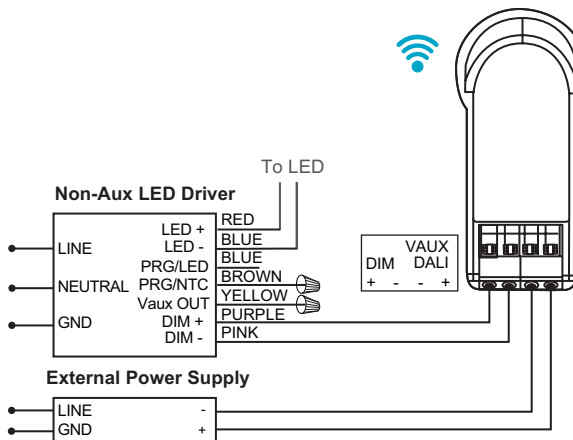 To LED
Non-Aux LED Driver
LINE
NEUTRAL
GND
LED +
LED -
PRG/LED
PRG/NTC
Vaux OUT
DIM +
DIM -
RED
BLUE
BLUE
BROWN
YELLOW
PURPLE
PINK
VAUX
DIM DALI
+ - - +
External Power Supply
LINE -
GND +